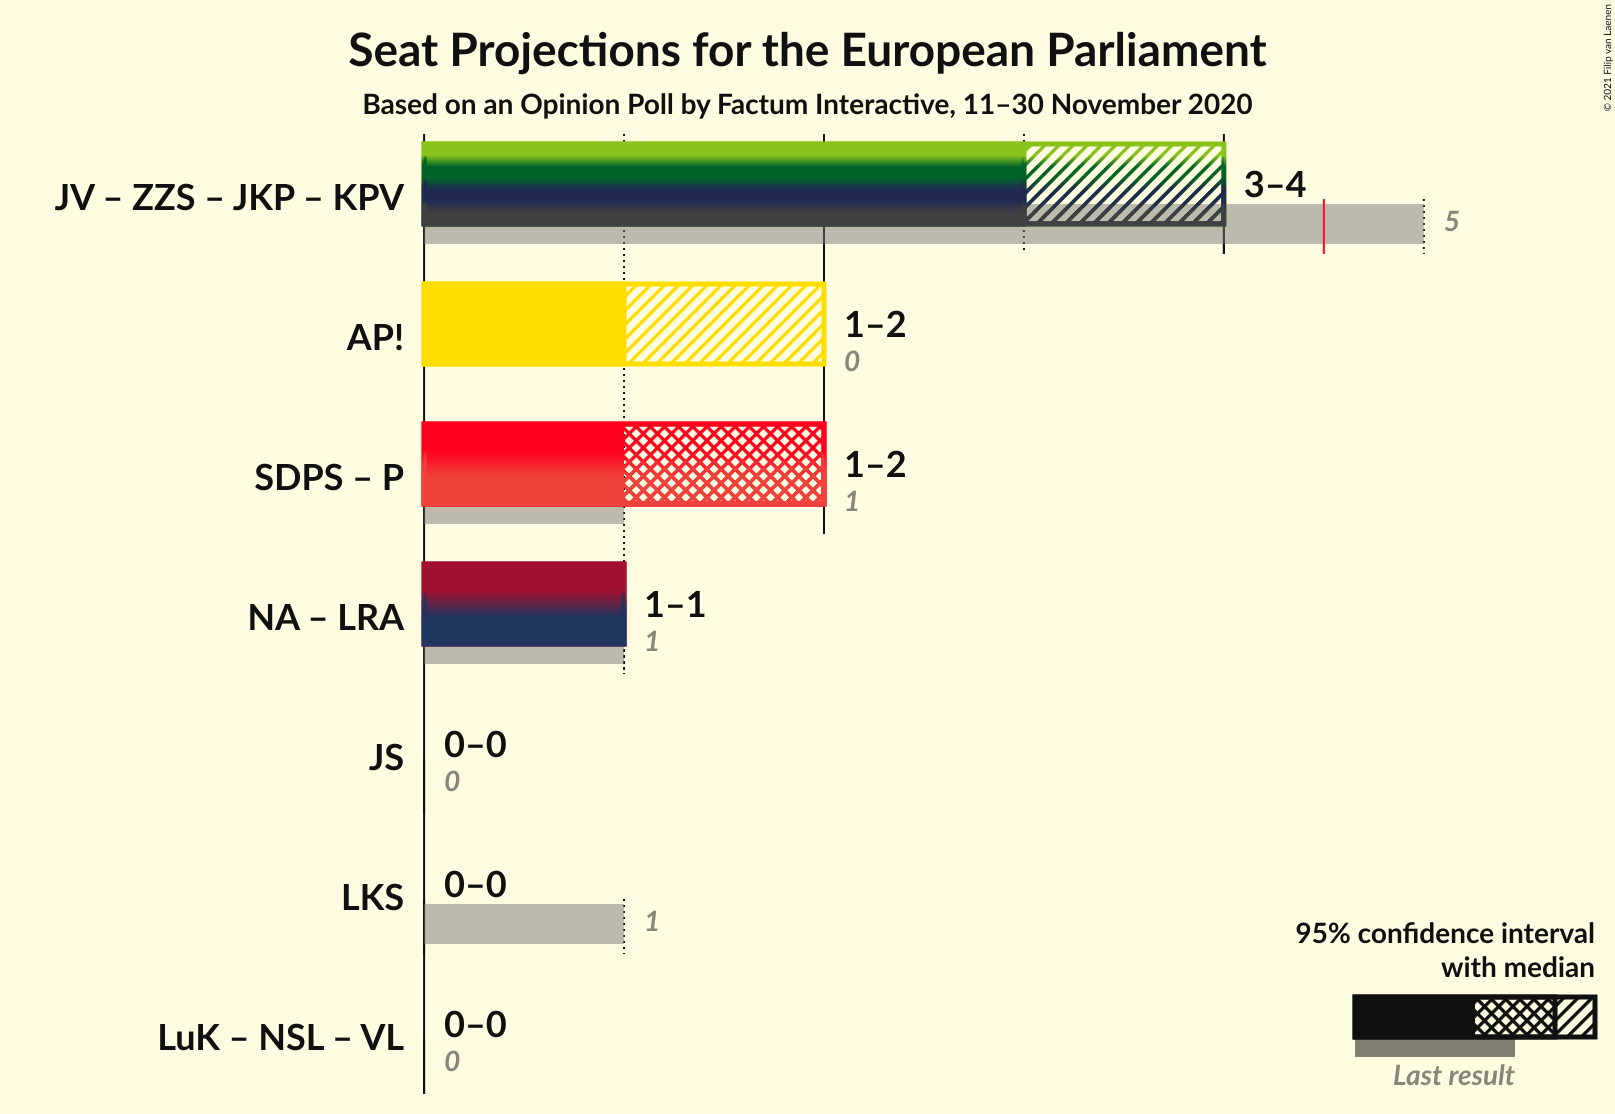 Seat Projections for the European Parliament
Based on an Opinion Poll by Factum Interactive, 11–30 November 2020
© 2021 Filip van Laenen
JV – ZZS – JKP – KPV
3–4
5
AP!
1–2
0
SDPS – P
1–2
1
NA – LRA
1–1
1
JS
0–0
0
LKS
0–0
1
LuK – NSL – VL
0–0
0
95% confidence interval
with median
Last result